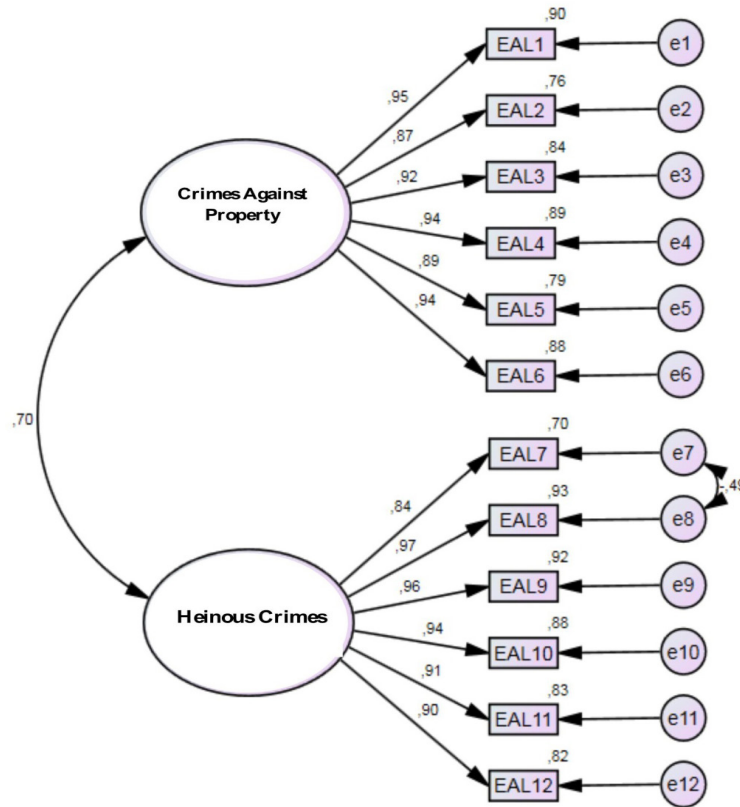 ,90
EAL1
e1
,95
,76
EAL2
e2
,87
,84
EAL3
e3
,92
Crimes Against
Property
,89
EAL4
e4
,94
,79
EAL5
e5
,89
,88
EAL6
e6
,94
,70
,70
EAL7
e7
,84
-,49
,93
EAL8
e8
,97
,92
EAL9
e9
,96
Heinous Crimes
,88
EAL10
e10
,94
,83
EAL11
e11
,91
,82
EAL12
e12
,90